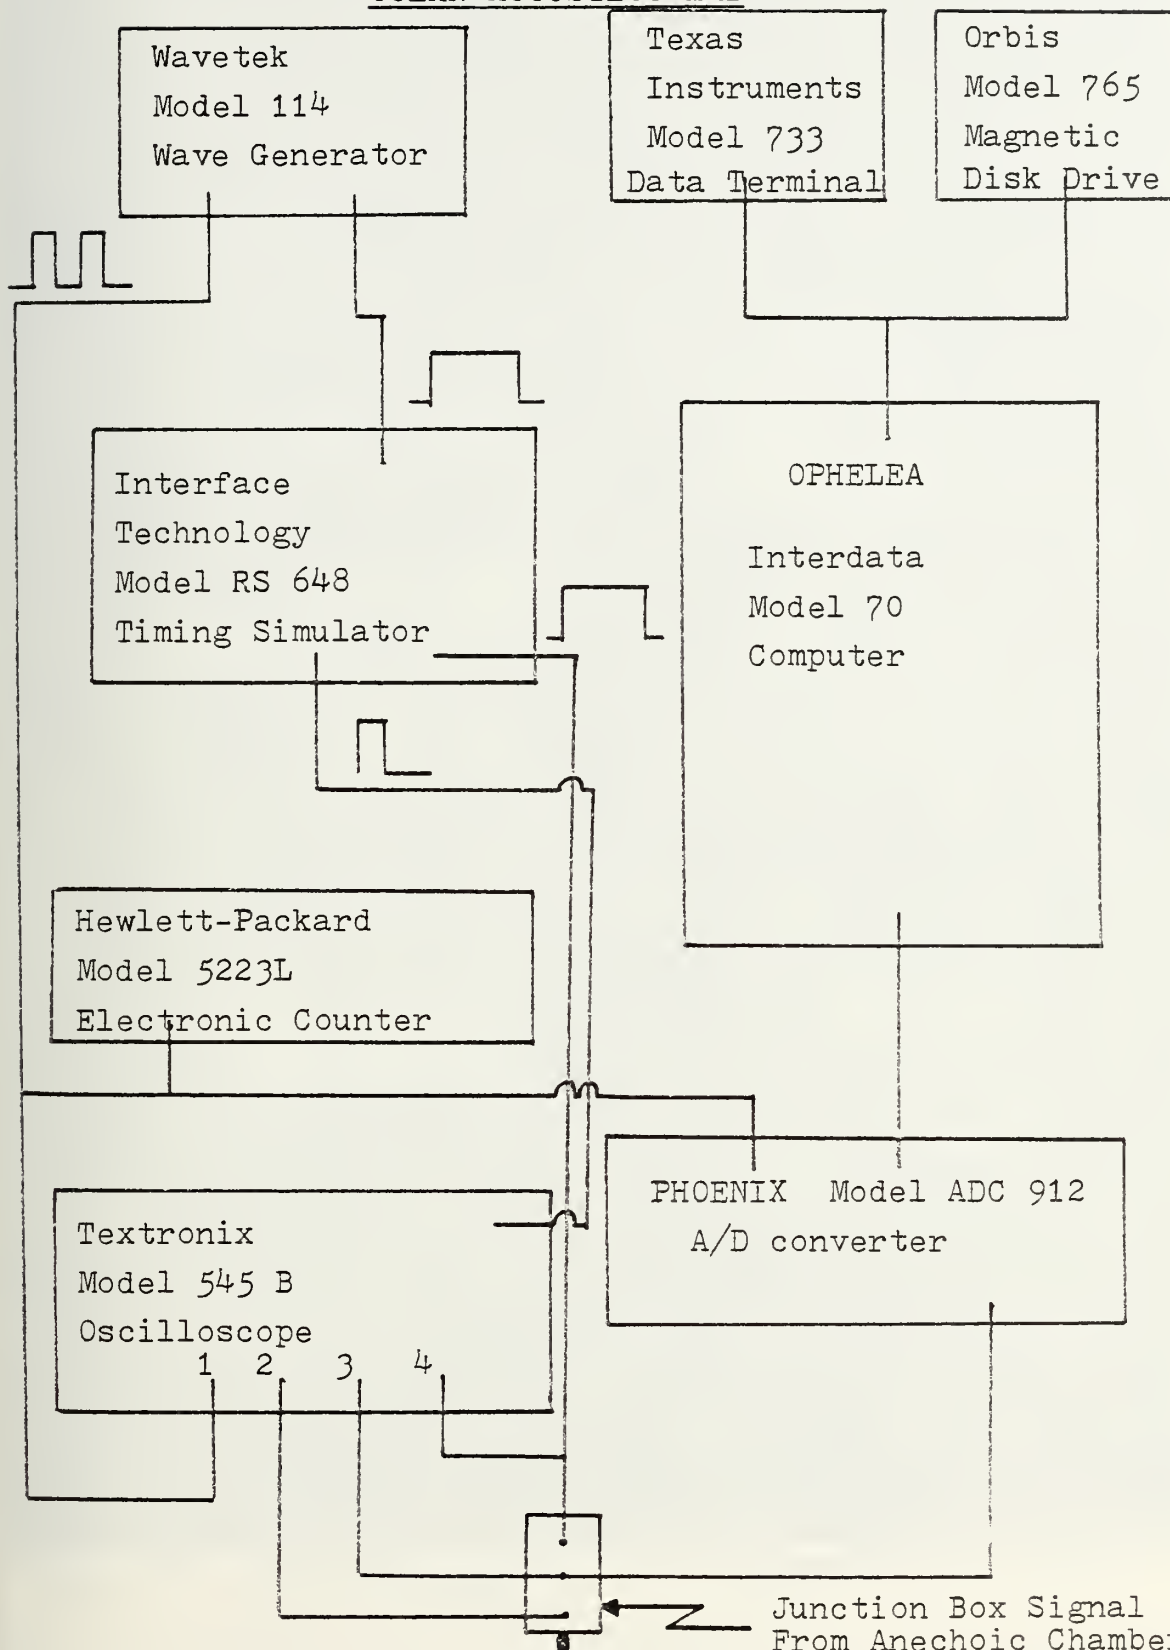 Wavetek
Model 114
Wave Generator
Texas
Instruments
Model 733
Data Terminal
Orbis
Model 765
Magnetic
Disk Drive
Interface
Technology
Model RS 648
Timing Simulator
OPHELEA
Interdata
Model 70
Computer
Hewlett-Packard
Model 5223L
Electronic Counter
PHOENIX Model ADC 912
A/D converter
Textronix
Model 545 B
Oscilloscope
1 2 3 4
Junction Box Signal
From Anechoic Chamber